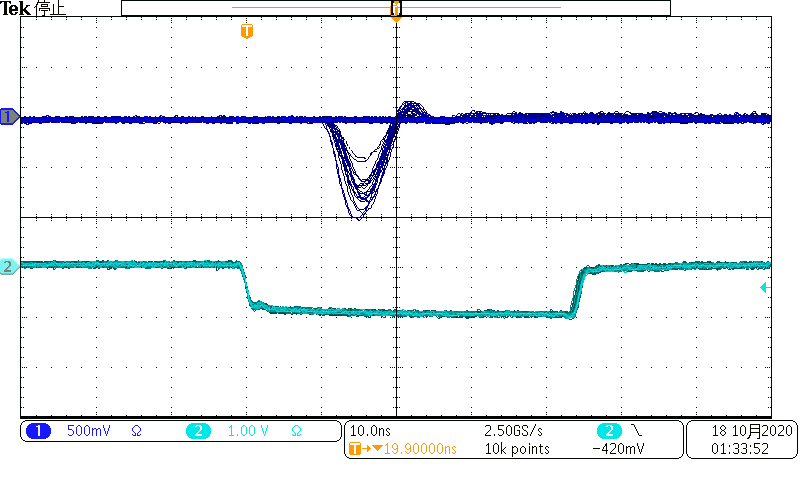 Tek 停止
T
1
2
1 500mV Ω 2 1.00 V Ω
10.0ns 2.50GS/s 2 -420mV
T→▼19.90000ns 10k points
18 10月2020
01:33:52